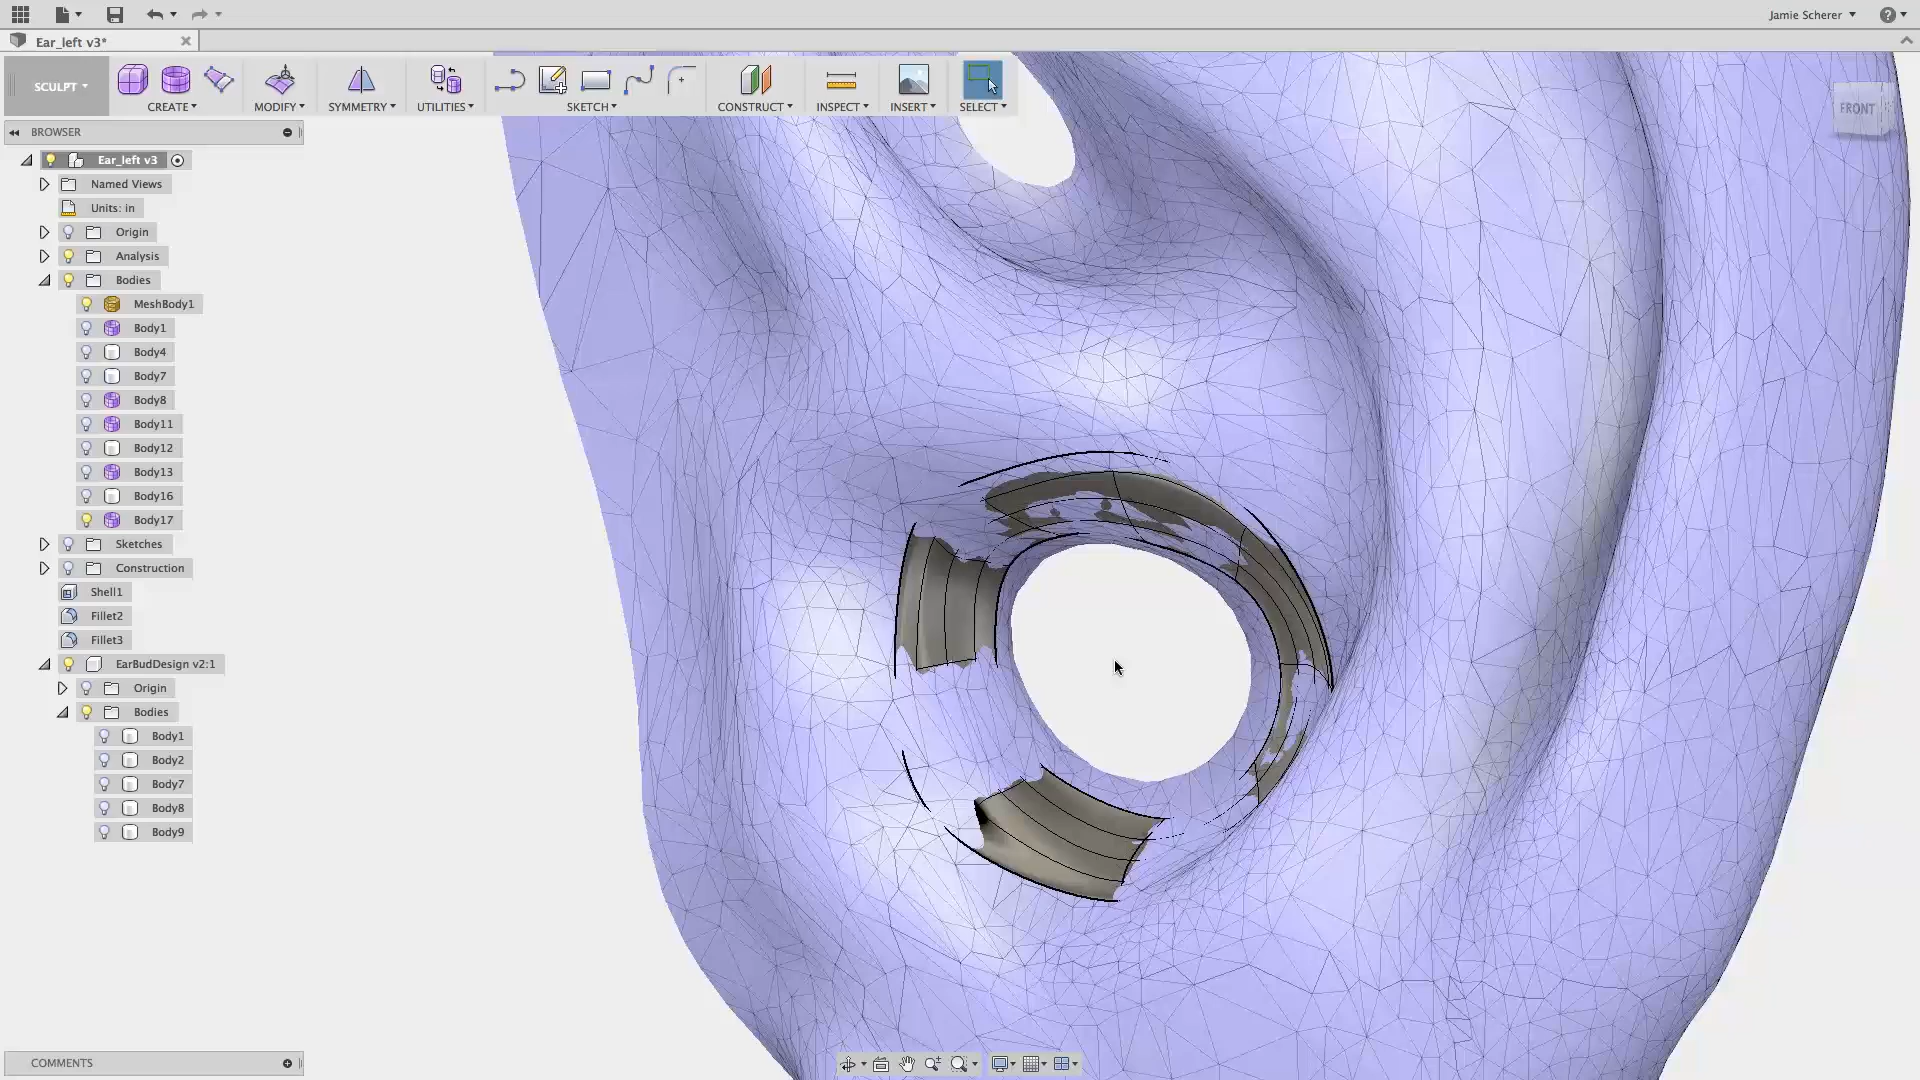 Jamie Scherer
Ear_left v3*
SCULPT
CREATE
MODIFY
SYMMETRY
UTILITIES
SKETCH
CONSTRUCT
INSPECT
INSERT
SELECT
FRONT
BROWSER
Ear_left v3
Named Views
Units: in
Origin
Analysis
Bodies
MeshBody1
Body1
Body4
Body7
Body8
Body11
Body12
Body13
Body16
Body17
Sketches
Construction
Shell1
Fillet2
Fillet3
EarBudDesign v2:1
Origin
Bodies
Body1
Body2
Body7
Body8
Body9
COMMENTS